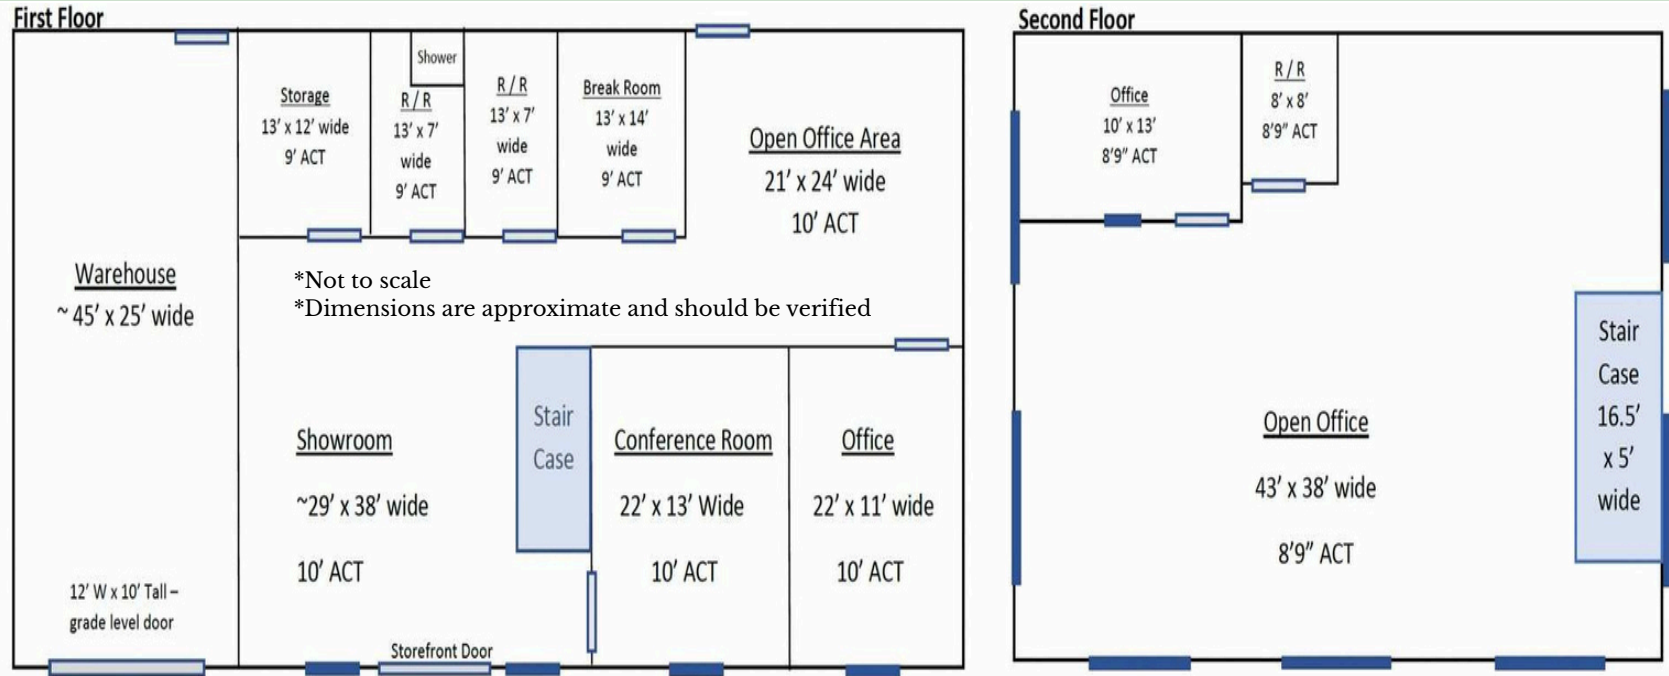 First Floor
Warehouse
~ 45’ x 25’ wide
12’ W x 10’ Tall –
grade level door
Storage
13’ x 12’ wide
9’ ACT
Shower
R / R
13’ x 7’
wide
9’ ACT
R / R
13’ x 7’
wide
9’ ACT
Break Room
13’ x 14’
wide
9’ ACT
Open Office Area
21’ x 24’ wide
10’ ACT
*Not to scale
*Dimensions are approximate and should be verified
Showroom
~29’ x 38’ wide
10’ ACT
Storefront Door
Stair
Case
Conference Room
22’ x 13’ Wide
10’ ACT
Office
22’ x 11’ wide
10’ ACT
Second Floor
Office
10’ x 13’
8’9” ACT
R / R
8’ x 8’
8’9” ACT
Open Office
43’ x 38’ wide
8’9” ACT
Stair
Case
16.5’
x 5’
wide